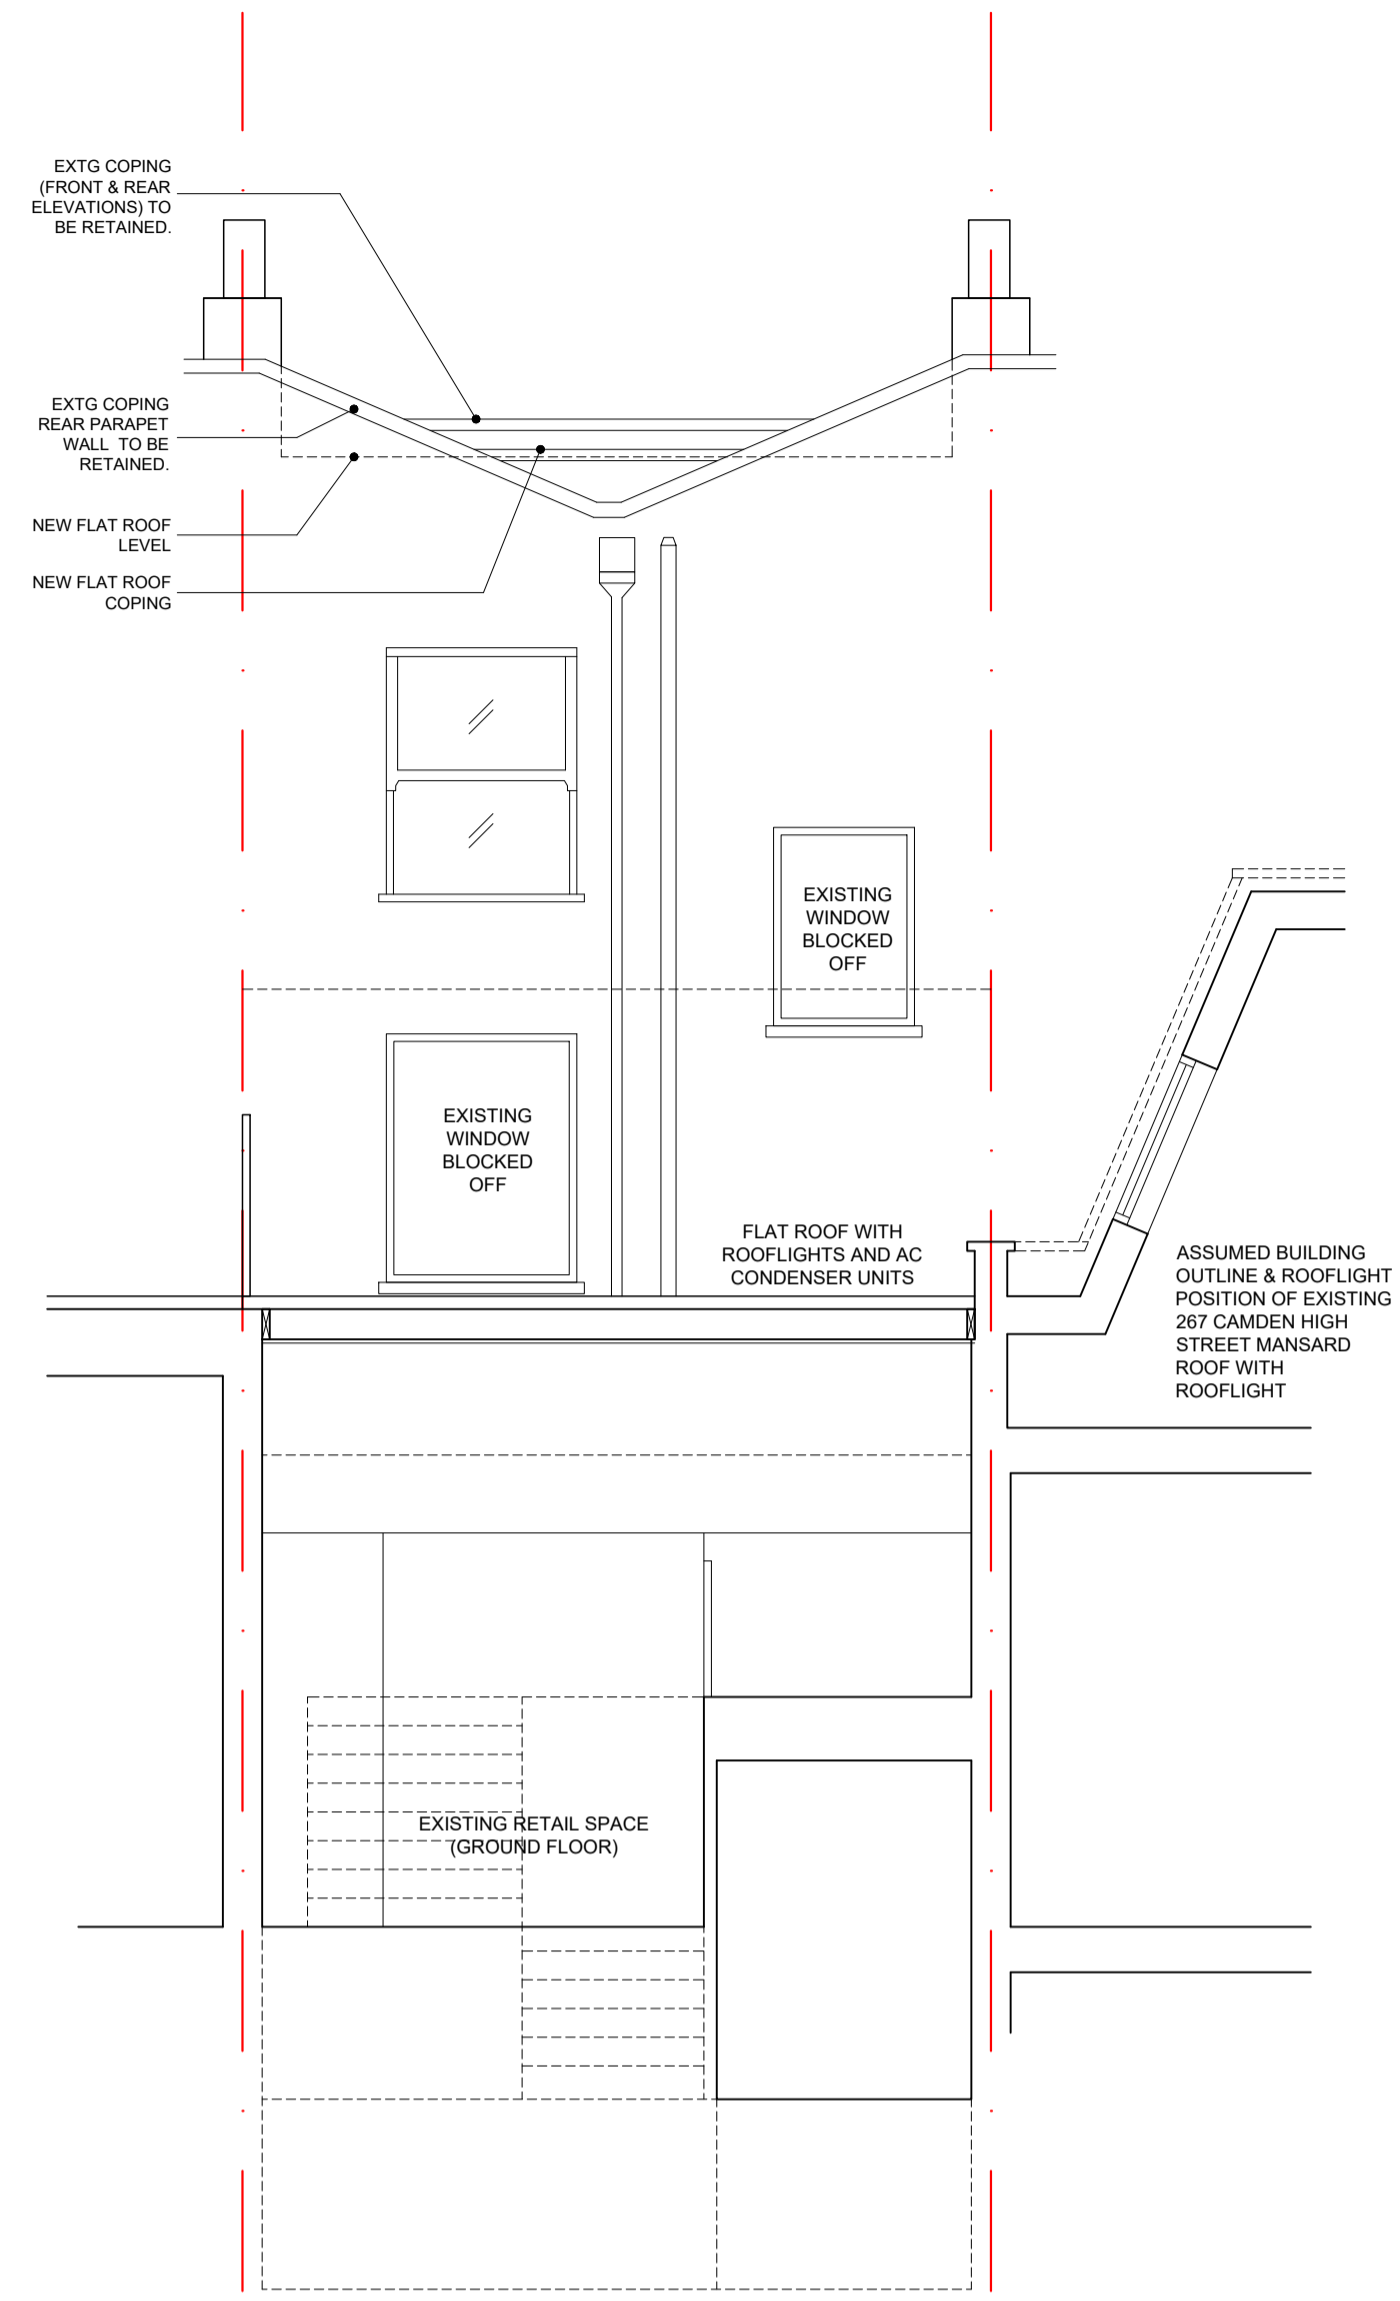 EXTG COPING
(FRONT & REAR
ELEVATIONS) TO
BE RETAINED.
EXTG COPING
REAR PARAPET
WALL TO BE
RETAINED.
NEW FLAT ROOF
LEVEL
NEW FLAT ROOF
COPING
EXISTING
WINDOW
BLOCKED
OFF
EXISTING
WINDOW
BLOCKED
OFF
FLAT ROOF WITH
ROOFLIGHTS AND AC
CONDENSER UNITS
ASSUMED BUILDING
OUTLINE & ROOFLIGHT
POSITION OF EXISTING
267 CAMDEN HIGH
STREET MANSARD
ROOF WITH
ROOFLIGHT
EXISTING RETAIL SPACE
(GROUND FLOOR)